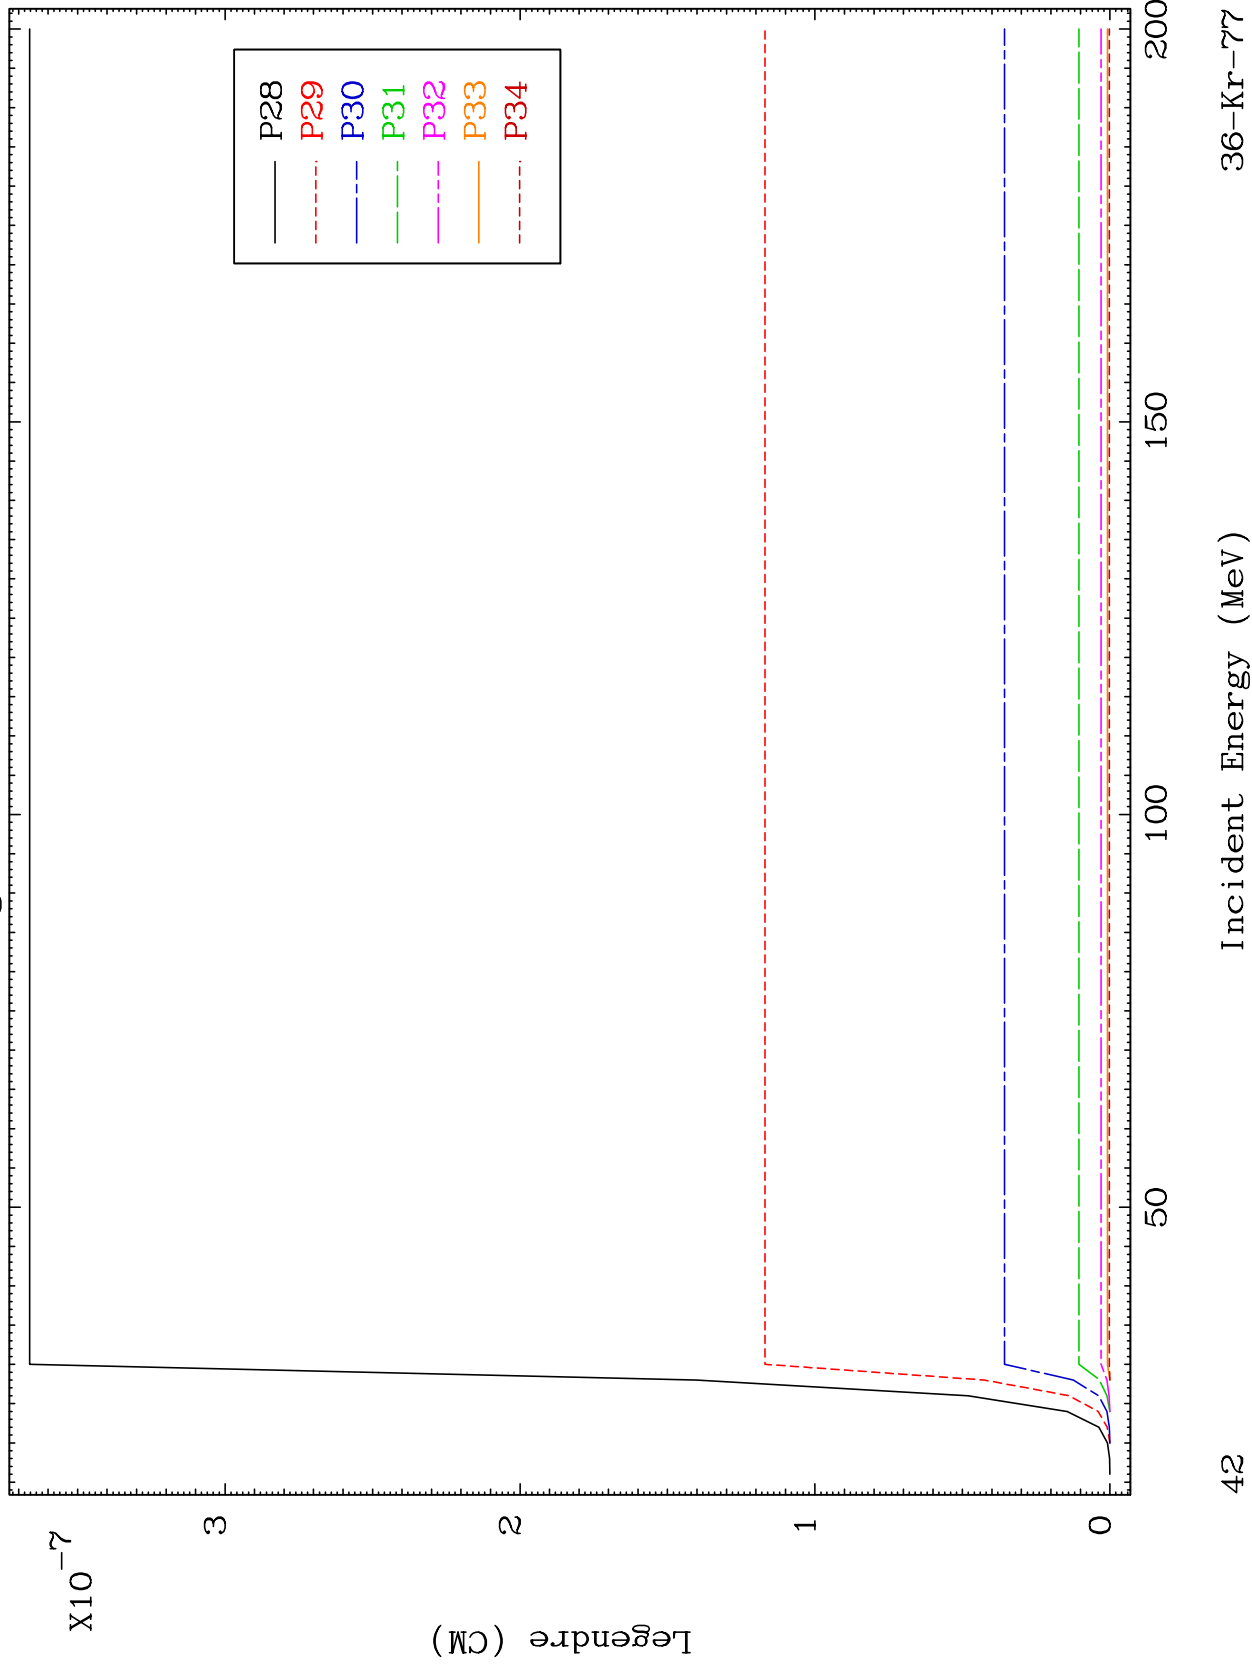 X10-7
3
2
1
0
Legendre (CM)
P28
P29
P30
P31
P32
P33
P34
50
100
150
200
Incident Energy (MeV)
42
36-Kr-77